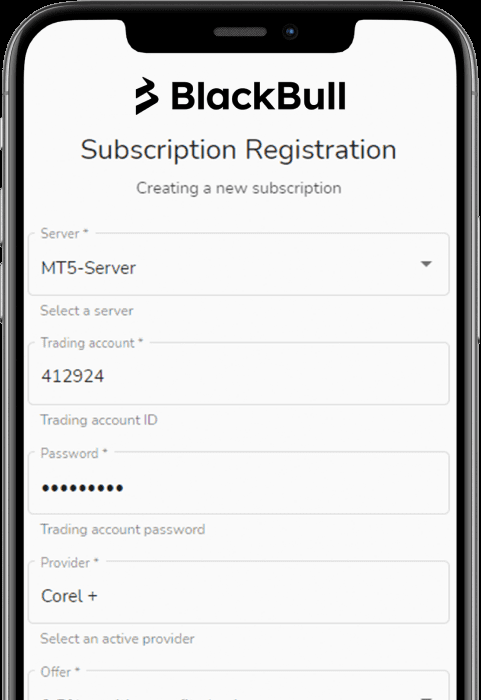 BlackBull
Subscription Registration
Creating a new subscription
Server *
MT5-Server
Select a server
Trading account *
412924
Trading account ID
Password *
•••••••••
Trading account password
Provider *
Corel +
Select an active provider
Offer *